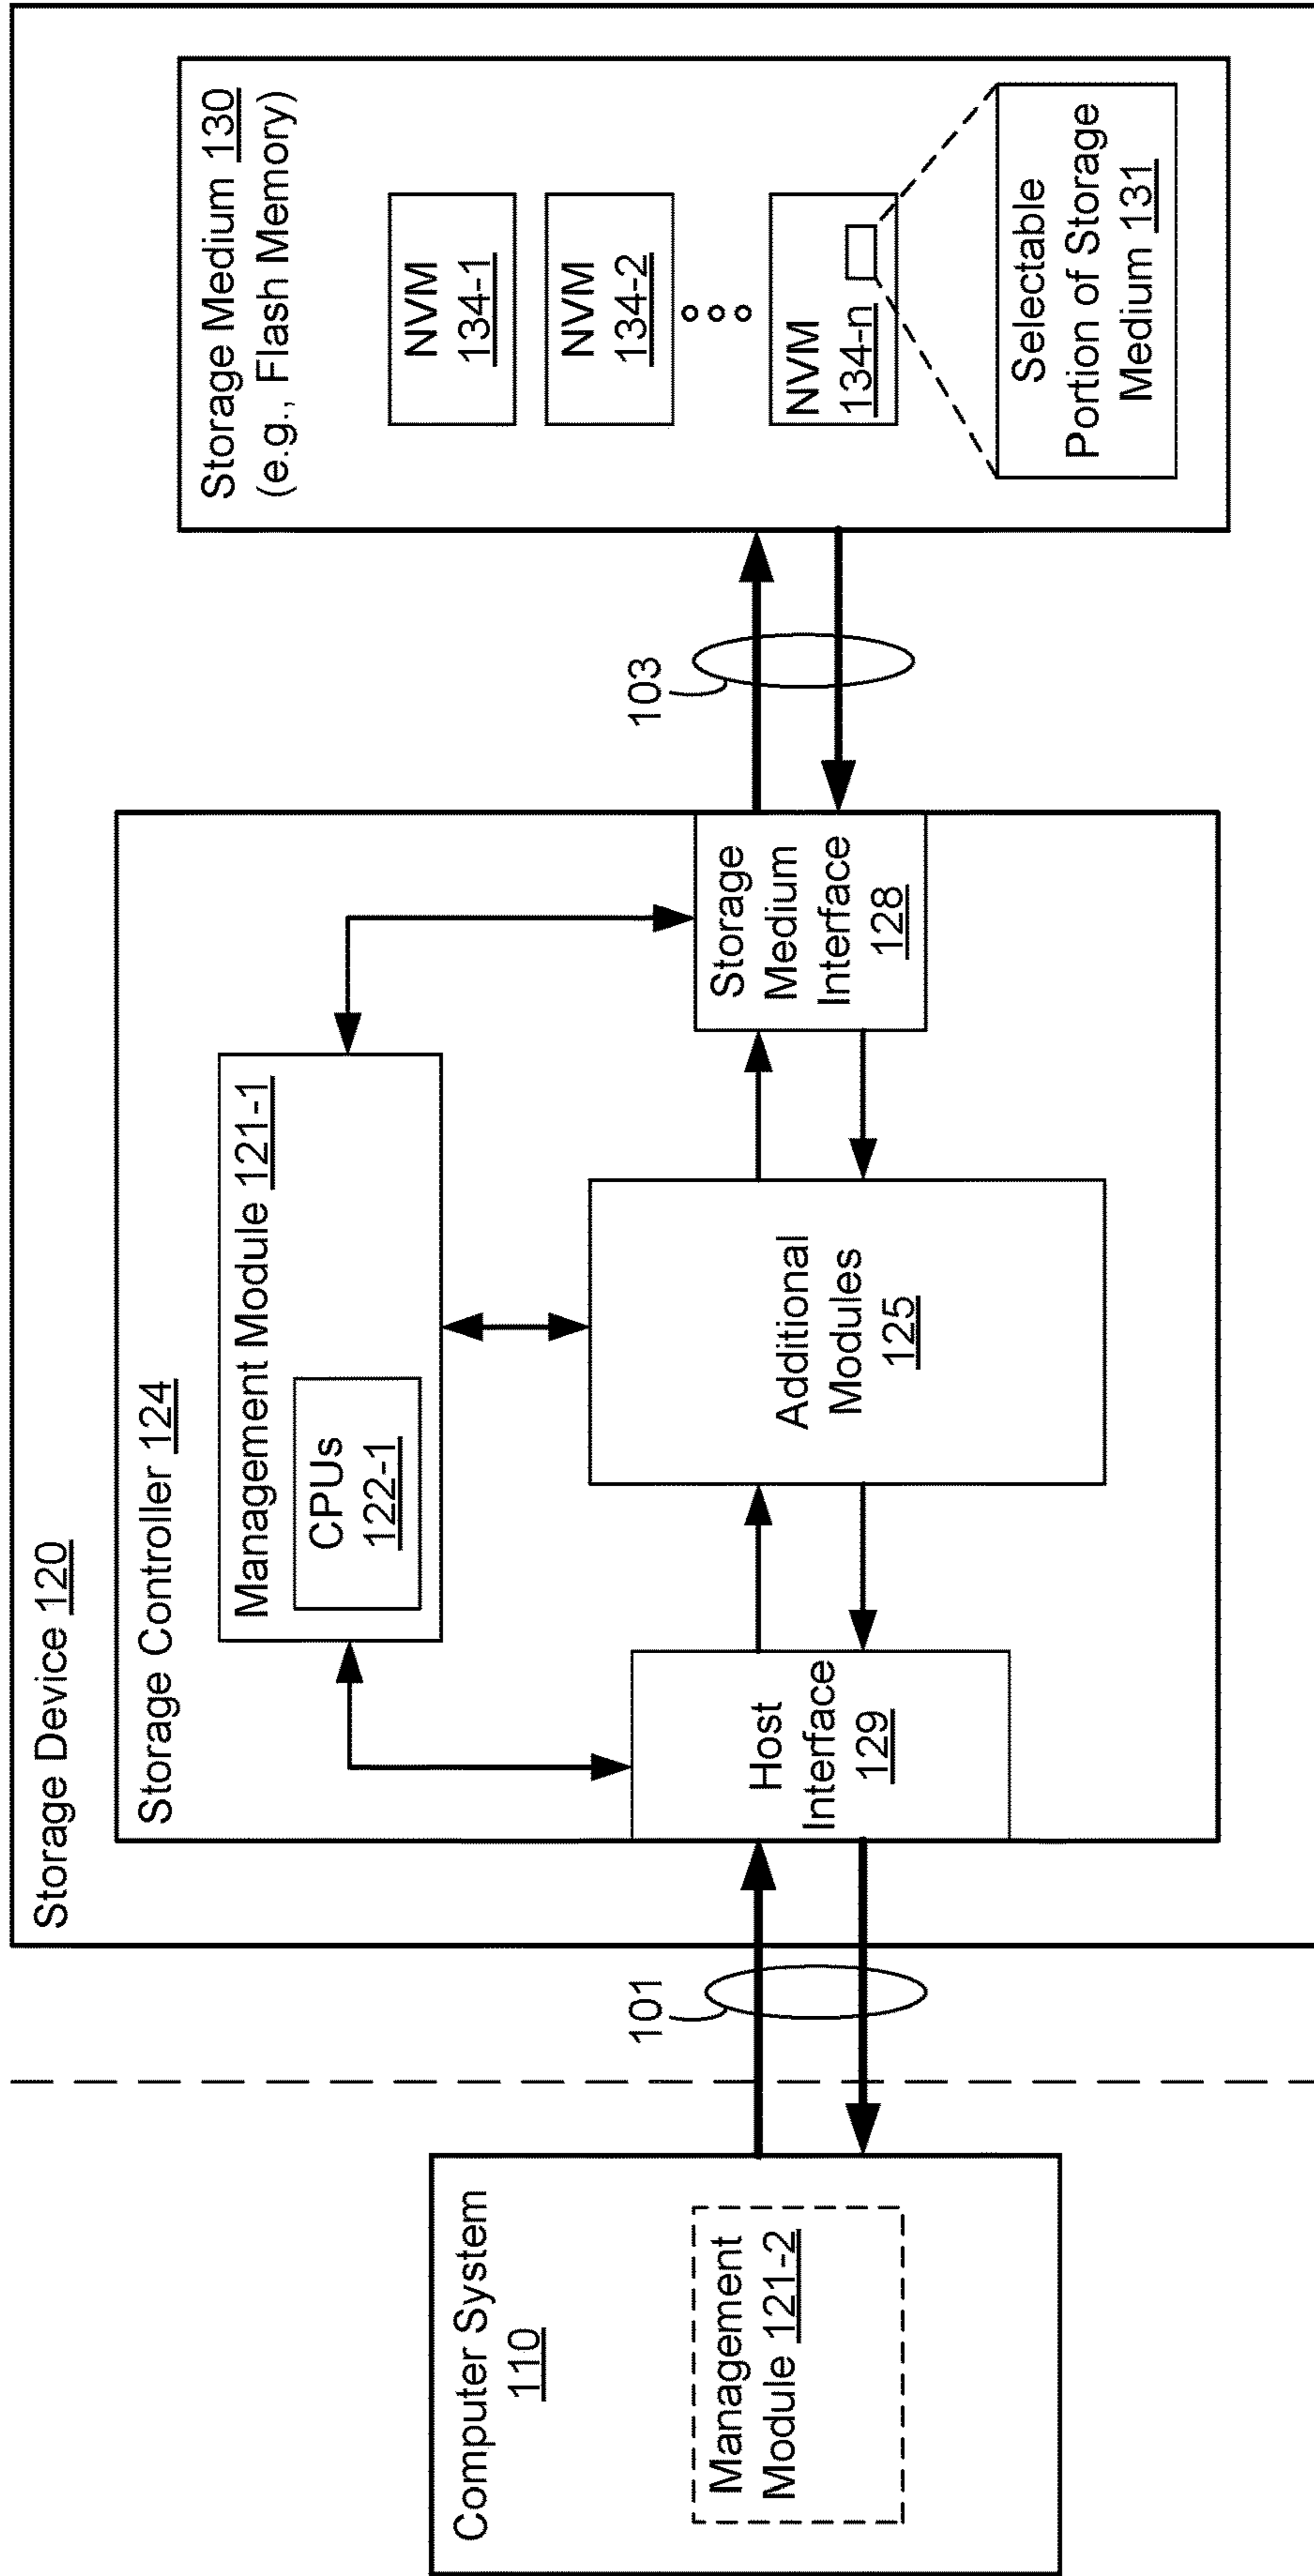 Computer System
110
Management
Module 121-2
101
Storage Device 120
Storage Controller 124
Management Module 121-1
CPUs
122-1
Host
Interface
129
Additional
Modules
125
Storage
Medium
Interface
128
103
Storage Medium 130
(e.g., Flash Memory)
NVM
134-1
NVM
134-2
NVM
134-n
Selectable
Portion of Storage
Medium 131